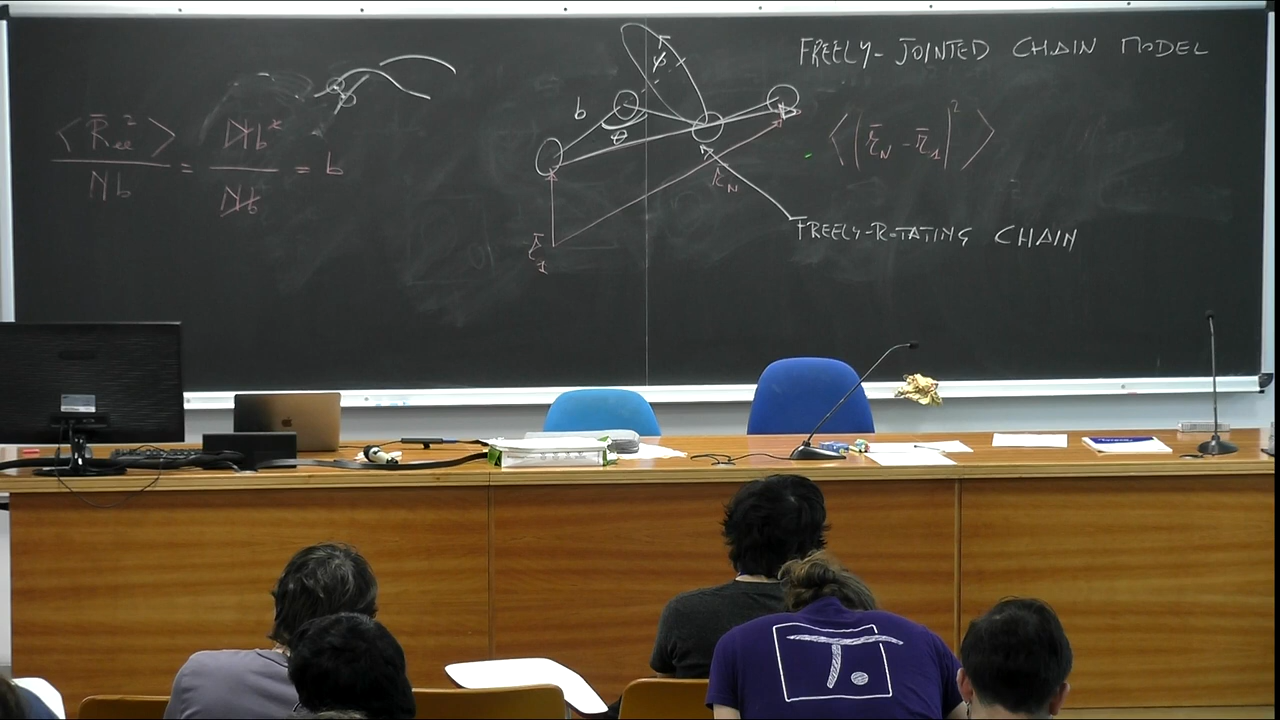 FREELY-JOINTED CHAIN MODEL
⟨R̄ee²⟩ / Nb = Nb² / Nb = b
b
θ
φ
⟨|r̄N - r̄1|²⟩
r̄N
r̄1
FREELY-ROTATING CHAIN
T.